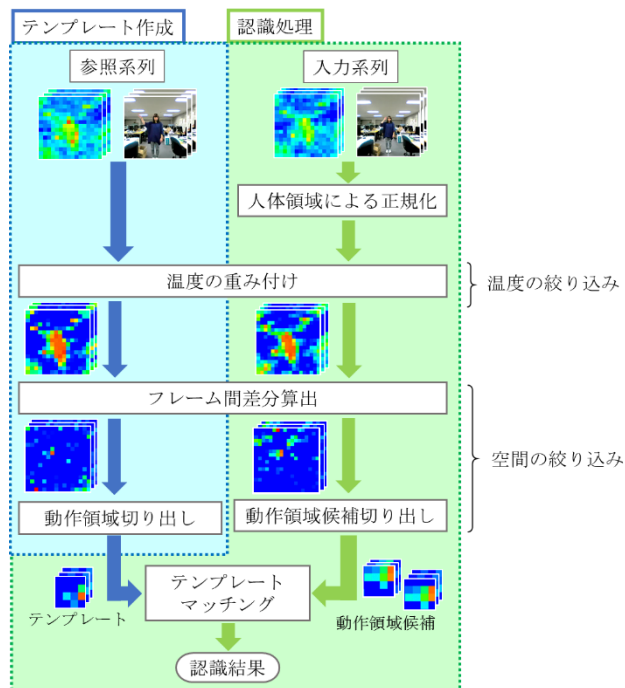 テンプレート作成
認識処理
参照系列
入力系列
人体領域による正規化
温度の重み付け
温度の絞り込み
フレーム間差分算出
空間の絞り込み
動作領域切り出し
動作領域候補切り出し
テンプレート
マッチング
テンプレート
動作領域候補
認識結果